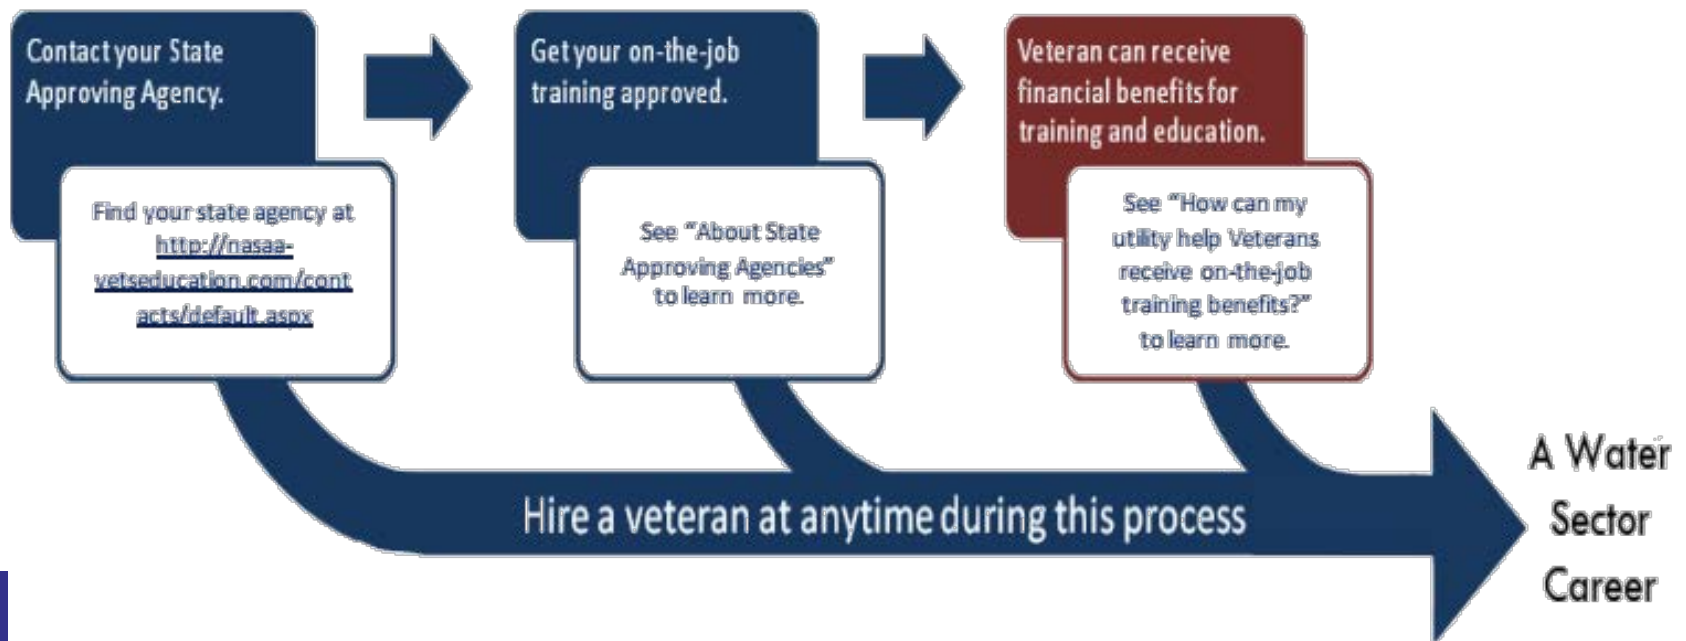 Contact your State
Approving Agency.
Find your state agency at
http://nasaa-
vetseducation.com/cont
acts/default.aspx
Get your on-the-job
training approved.
See “About State
Approving Agencies”
to learn more.
Veteran can receive
financial benefits for
training and education.
See “How can my
utility help Veterans
receive on-the-job
training benefits?”
to learn more.
Hire a veteran at anytime during this process
A Water
Sector
Career